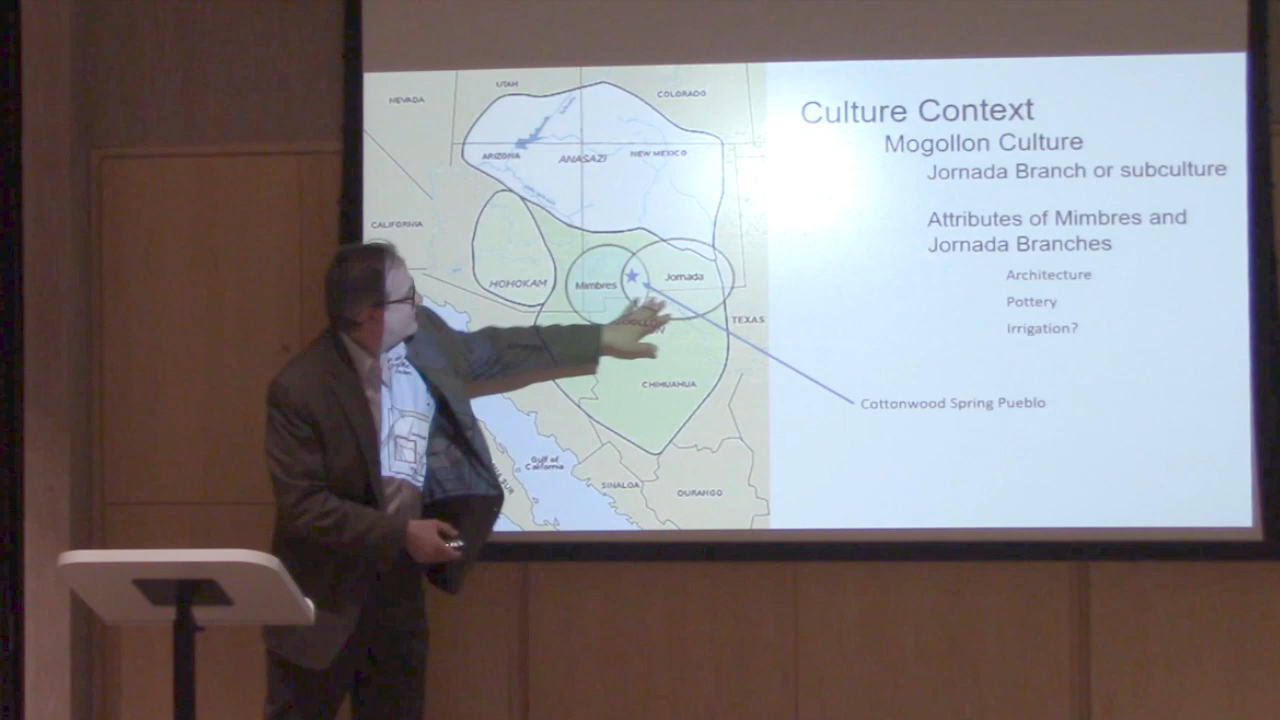 Culture Context
Mogollon Culture
Jornada Branch or subculture
Attributes of Mimbres and
Jornada Branches
Architecture
Pottery
Irrigation?
Cottonwood Spring Pueblo
UTAH
NEVADA
COLORADO
ARIZONA
ANASAZI
NEW MEXICO
CALIFORNIA
HOHOKAM
Mimbres
Jornada
TEXAS
CHIHUAHUA
Gulf of
California
SINALOA
DURANGO